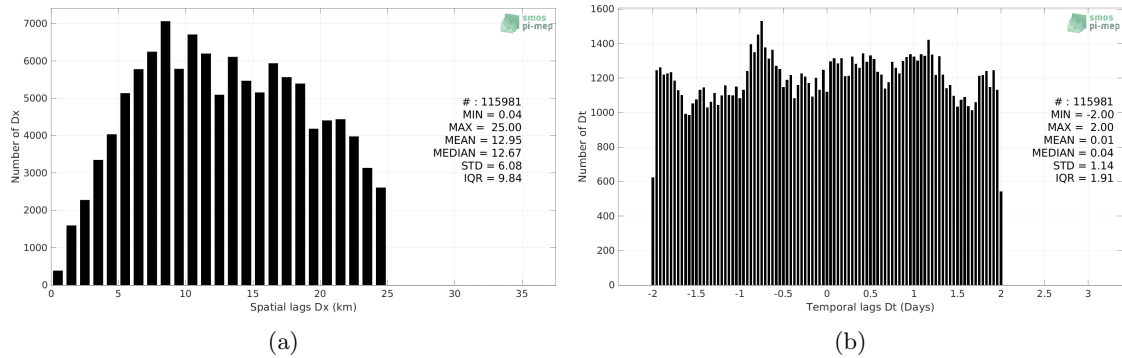 7000
6000
5000
4000
3000
2000
1000
0
Number of Dx
smos
pi-mep
# : 115981
MIN = 0.04
MAX = 25.00
MEAN = 12.95
MEDIAN = 12.67
STD = 6.08
IQR = 9.84
0 5 10 15 20 25 30 35
Spatial lags Dx (km)
(a)
1600
1400
1200
1000
800
600
400
200
0
Number of Dt
smos
pi-mep
# : 115981
MIN = -2.00
MAX = 2.00
MEAN = 0.01
MEDIAN = 0.04
STD = 1.14
IQR = 1.91
-2 -1.5 -1 -0.5 0 0.5 1 1.5 2 2.5 3
Temporal lags Dt (Days)
(b)